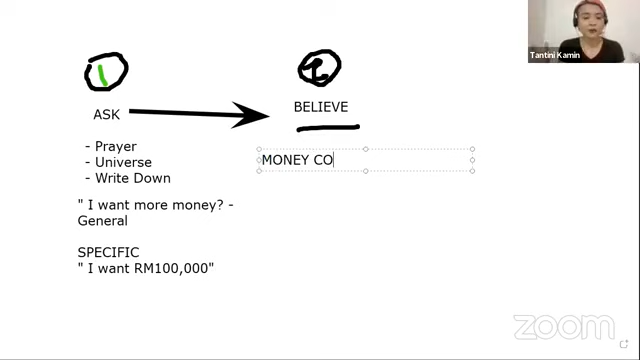 1
ASK
- Prayer
- Universe
- Write Down
" I want more money? -
General
SPECIFIC
" I want RM100,000"
BELIEVE
MONEY CO
Tantini Kamin
zoom